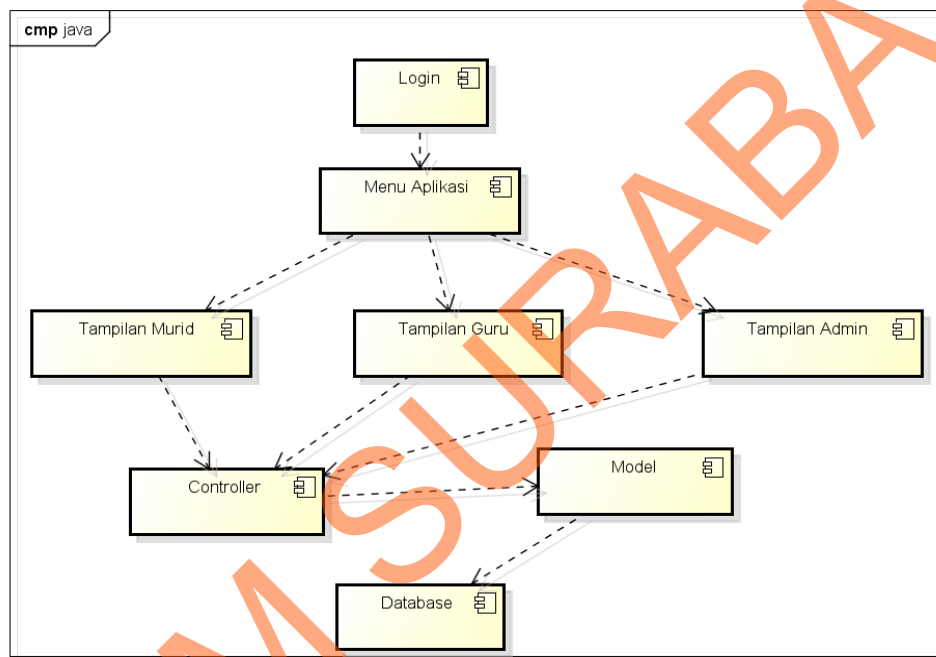 cmp java
Login
Menu Aplikasi
Tampilan Murid
Tampilan Guru
Tampilan Admin
Model
Controller
Database
M SURABA